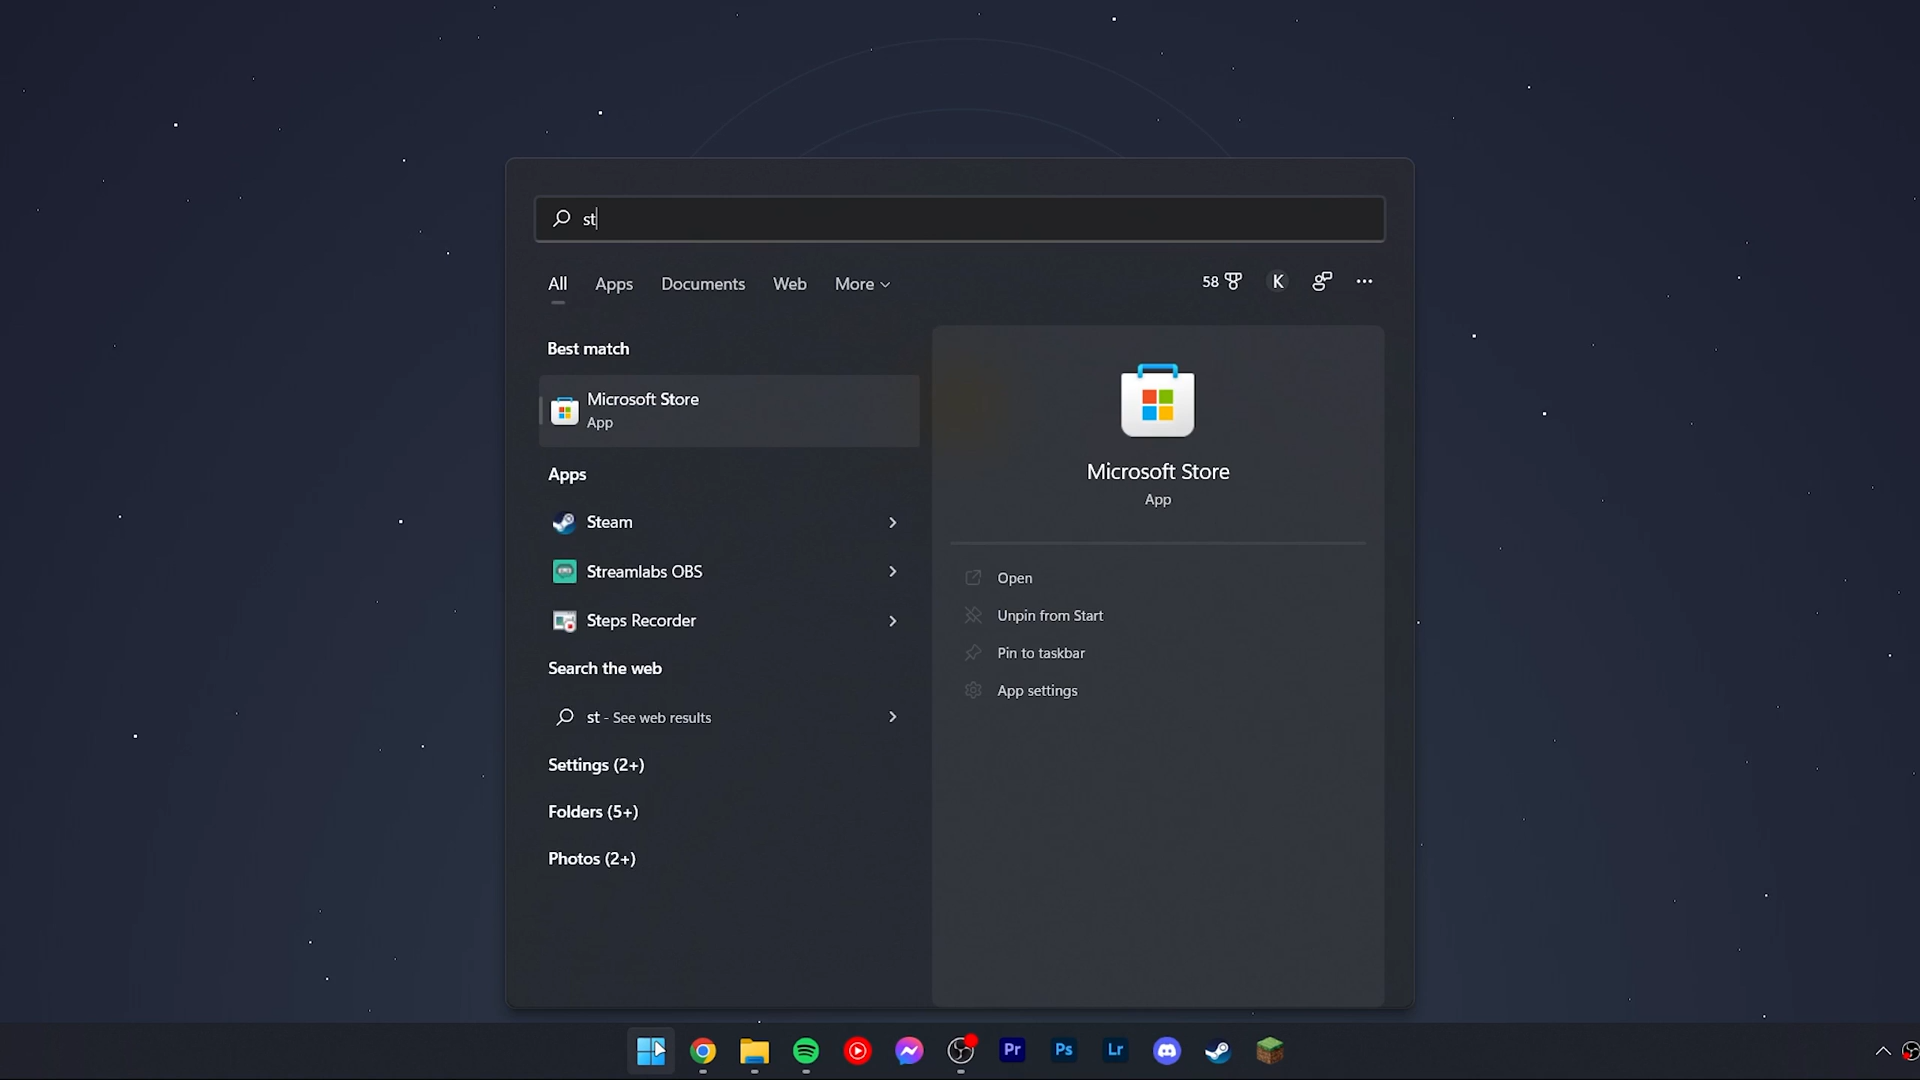 st
All Apps Documents Web More
58 K
Best match
Microsoft Store
App
Apps
Steam
Streamlabs OBS
Steps Recorder
Search the web
st - See web results
Settings (2+)
Folders (5+)
Photos (2+)
Microsoft Store
App
Open
Unpin from Start
Pin to taskbar
App settings
Pr Ps Lr